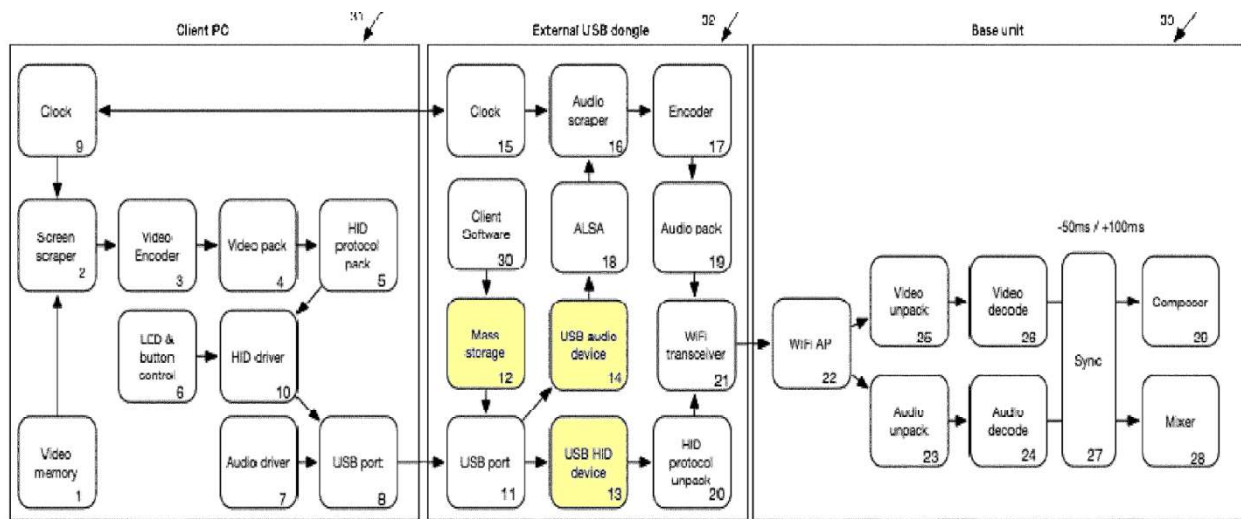 Client PC
31
External USB dongle
32
Base unit
Clock
9
Clock
15
Audio
scraper
16
Encoder
17
Screen
scraper
2
Video
Encoder
3
Video pack
4
HID
protocol
pack
5
Client
Software
30
ALSA
18
Audio pack
19
-50ms / +100ms
Video
unpack
25
Video
decode
26
Composer
LCD &
button
control
6
HID driver
10
Mass
storage
12
USB audio
device
14
WiFi
transceiver
21
WiFi AP
22
Sync
27
Audio
unpack
23
Audio
decode
24
Mixer
28
Video
memory
1
Audio driver
7
USB port
8
USB port
11
USB HID
device
13
HID
protocol
unpack
20